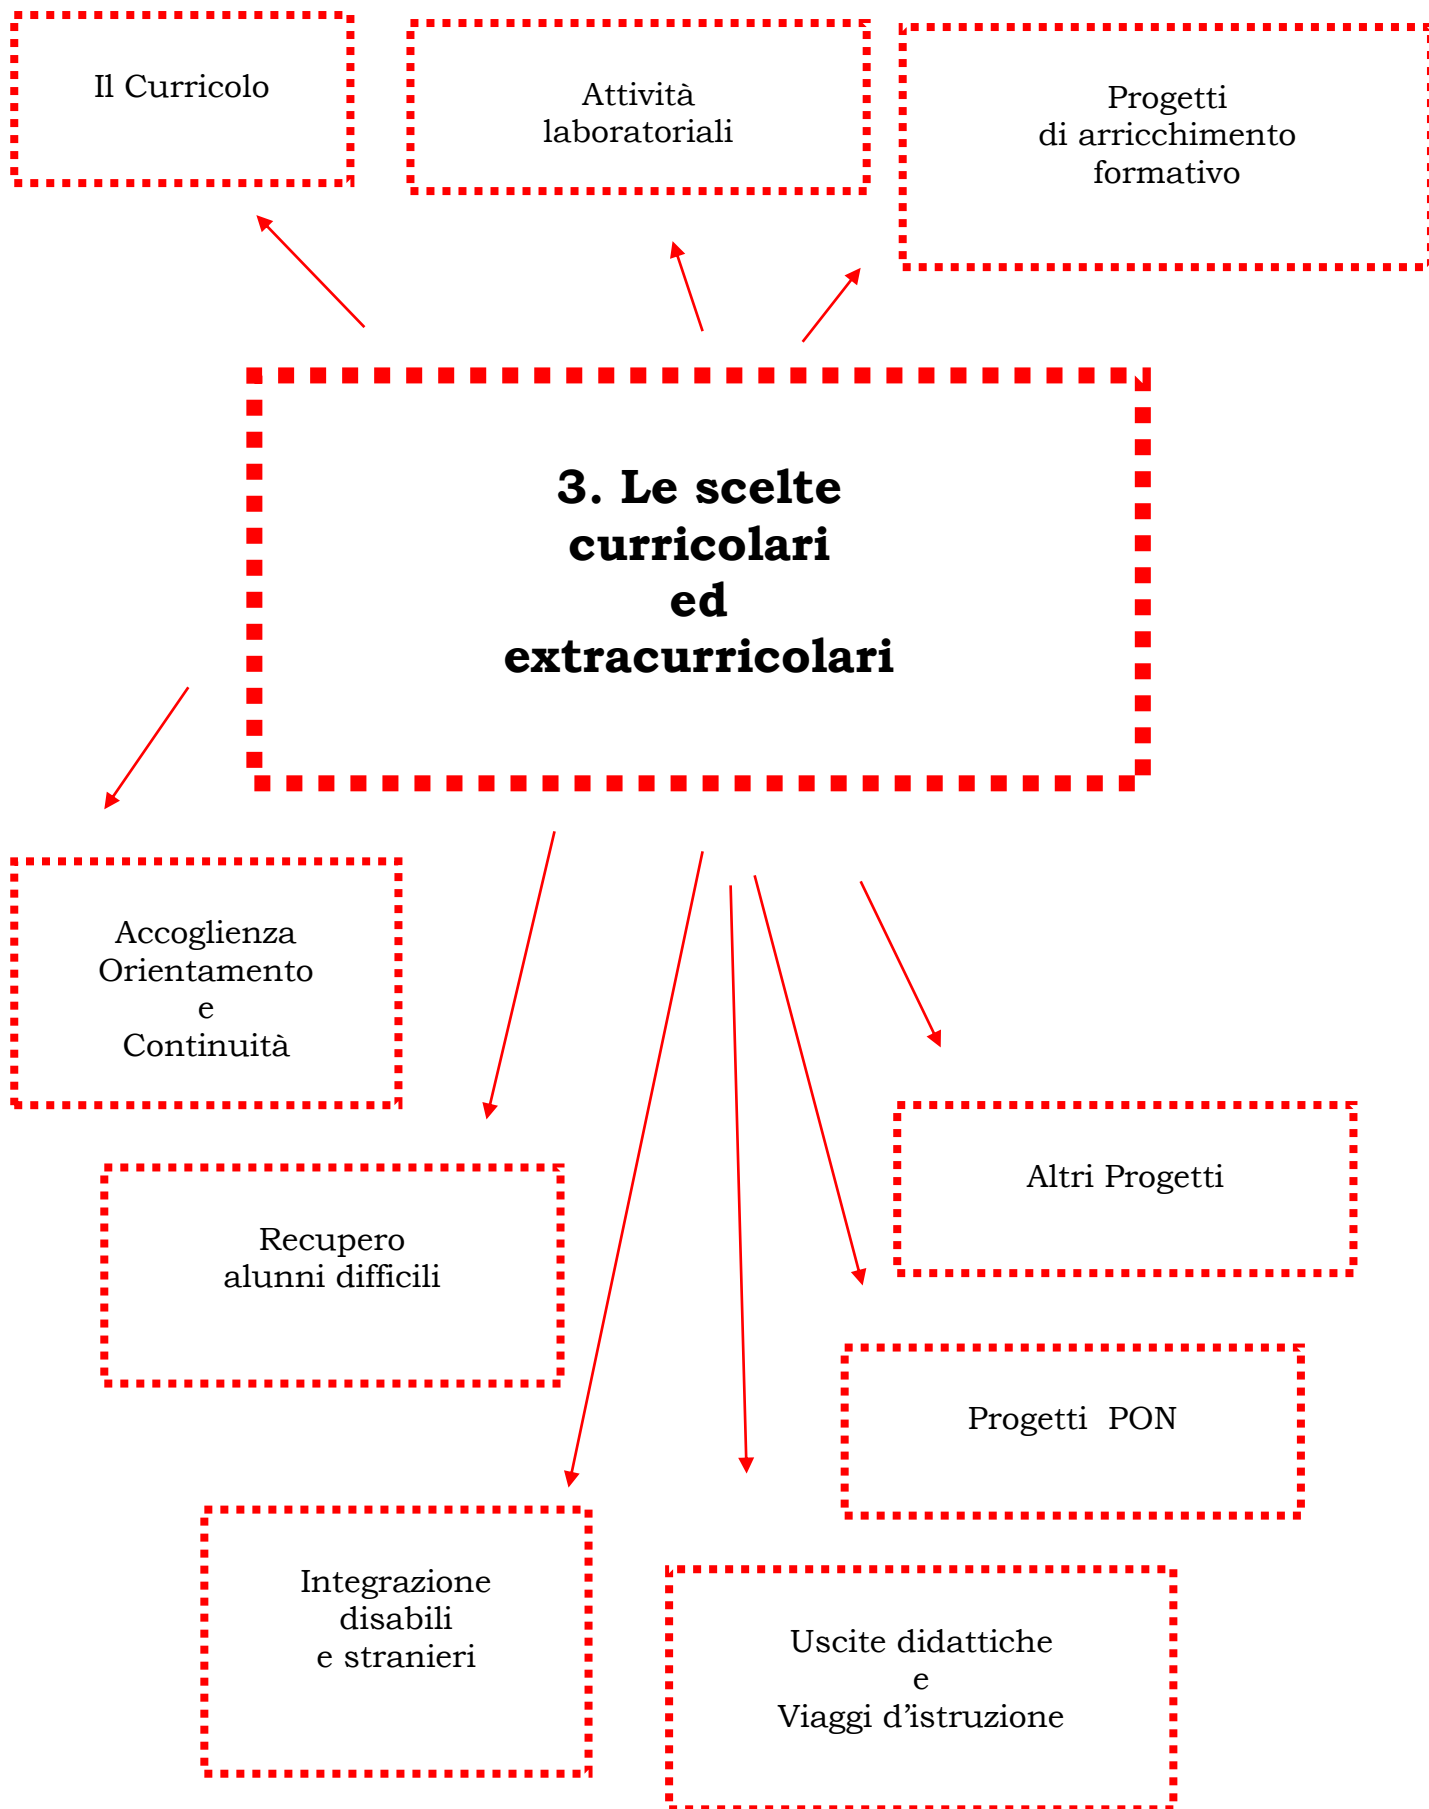 Il Curricolo
Attività
laboratoriali
Progetti
di arricchimento
formativo
3. Le scelte
curricolari
ed
extracurricolari
Accoglienza
Orientamento
e
Continuità
Recupero
alunni difficili
Altri Progetti
Progetti  PON
Integrazione
disabili
e stranieri
Uscite didattiche
e
Viaggi d’istruzione